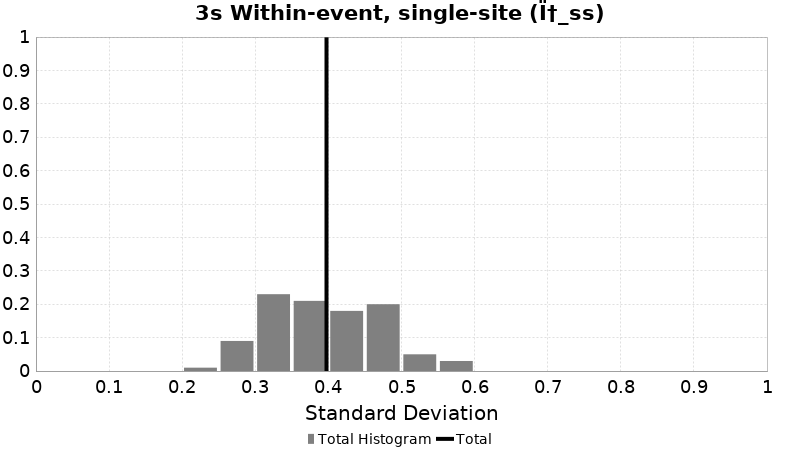 3s Within-event, single-site (Ï†_ss)
1
0.9
0.8
0.7
0.6
0.5
0.4
0.3
0.2
0.1
0
0 0.1 0.2 0.3 0.4 0.5 0.6 0.7 0.8 0.9 1
Standard Deviation
Total Histogram Total